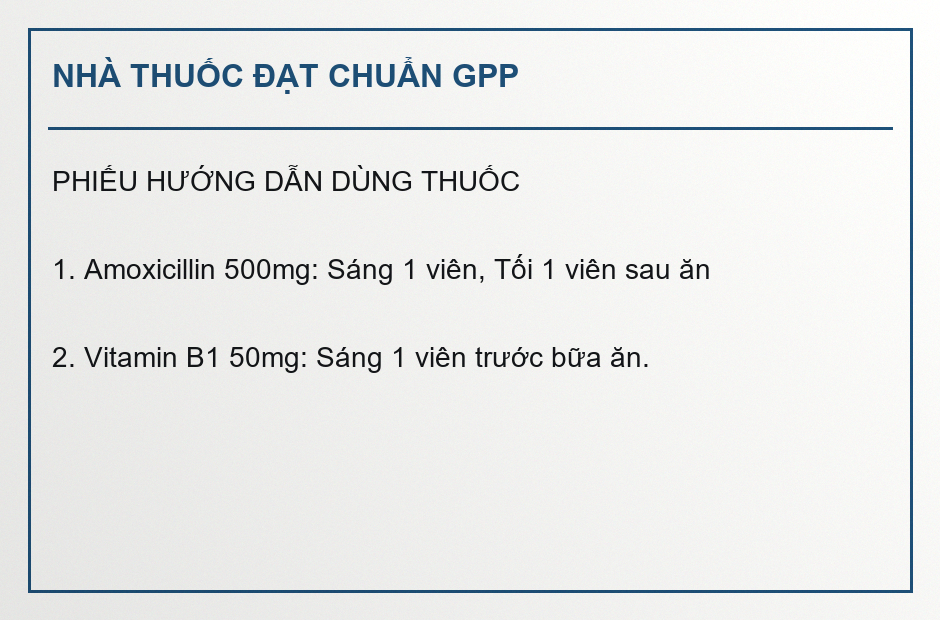 NHÀ THUỐC ĐẠT CHUẨN GPP
PHIẾU HƯỚNG DẪN DÙNG THUỐC
1. Amoxicillin 500mg: Sáng 1 viên, Tối 1 viên sau ăn
2. Vitamin B1 50mg: Sáng 1 viên trước bữa ăn.